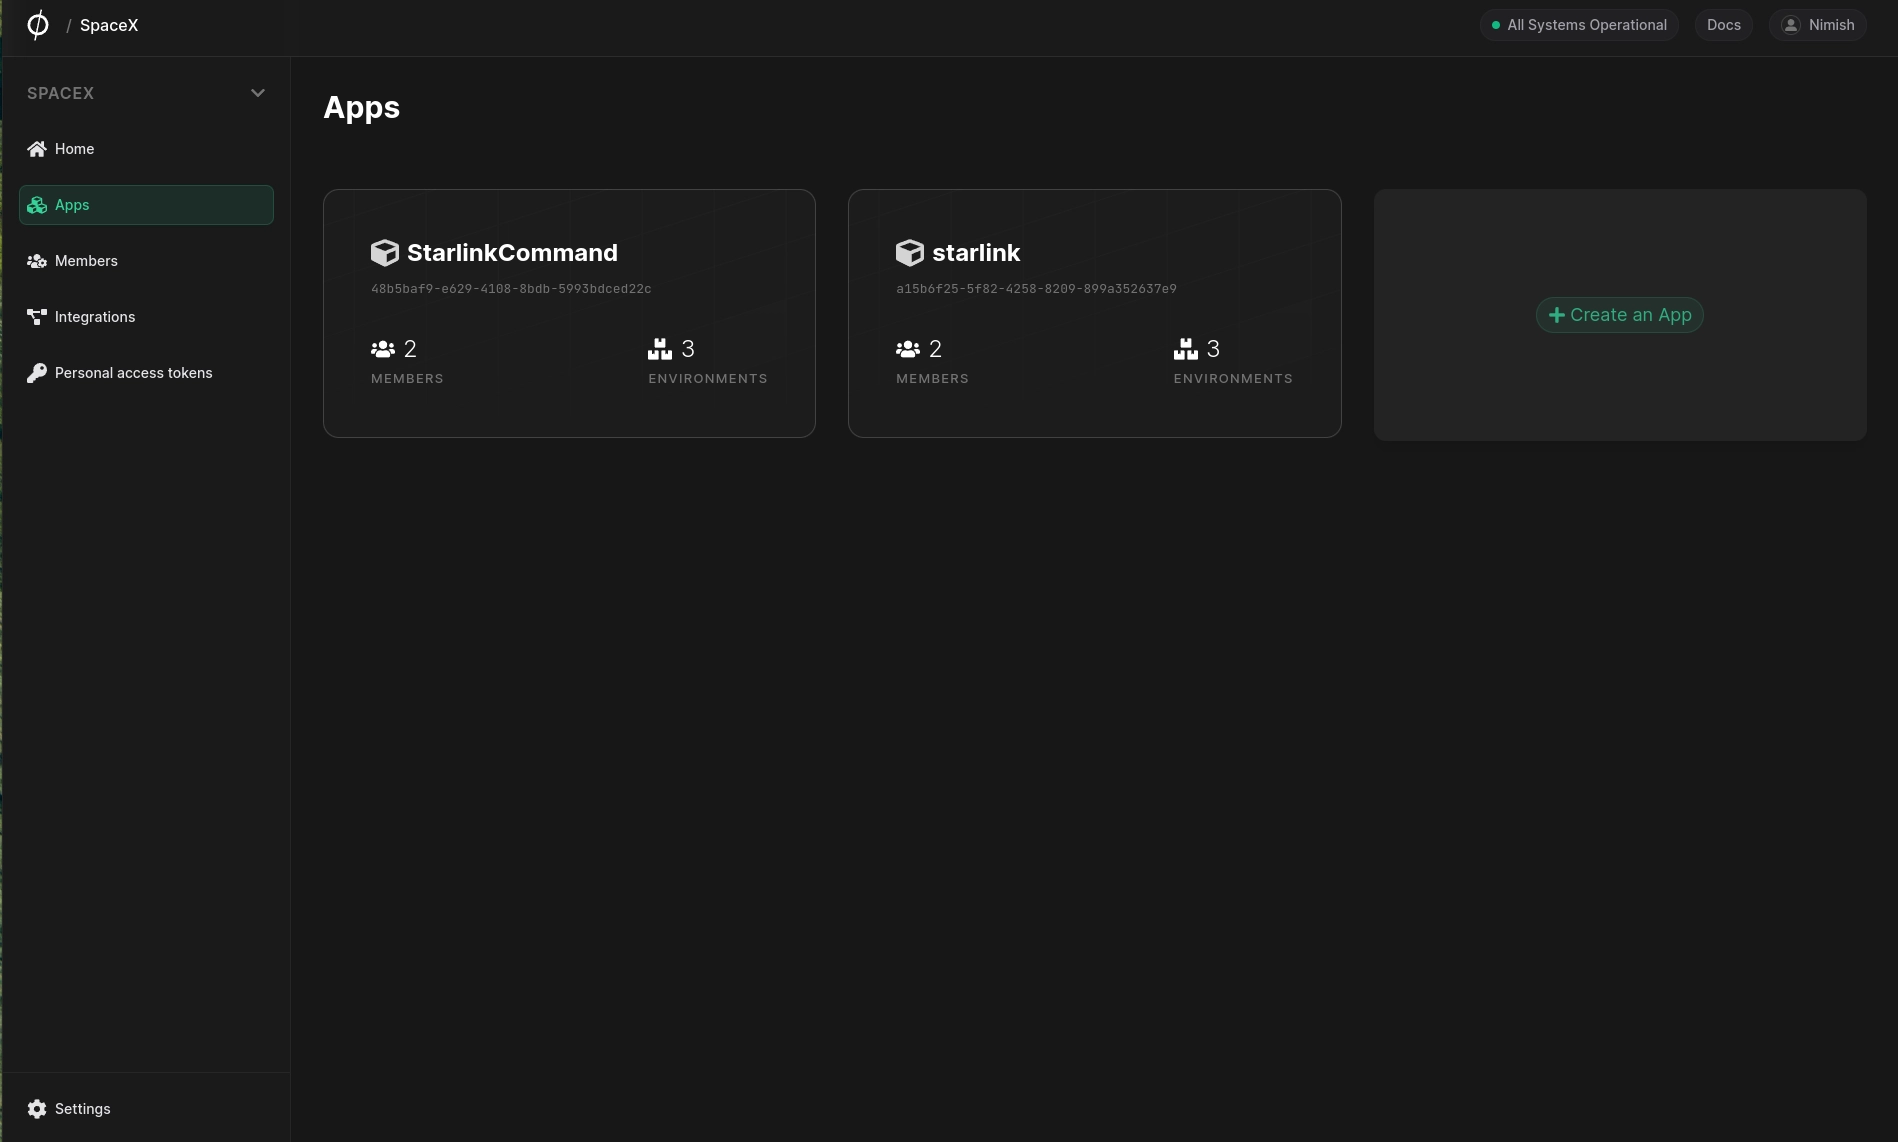 / SpaceX
All Systems Operational
Docs
Nimish
SPACEX
Home
Apps
Members
Integrations
Personal access tokens
Settings
Apps
StarlinkCommand
48b5baf9-e629-4108-8bdb-5993bdced22c
2
MEMBERS
3
ENVIRONMENTS
starlink
a15b6f25-5f82-4258-8209-899a352637e9
2
MEMBERS
3
ENVIRONMENTS
Create an App